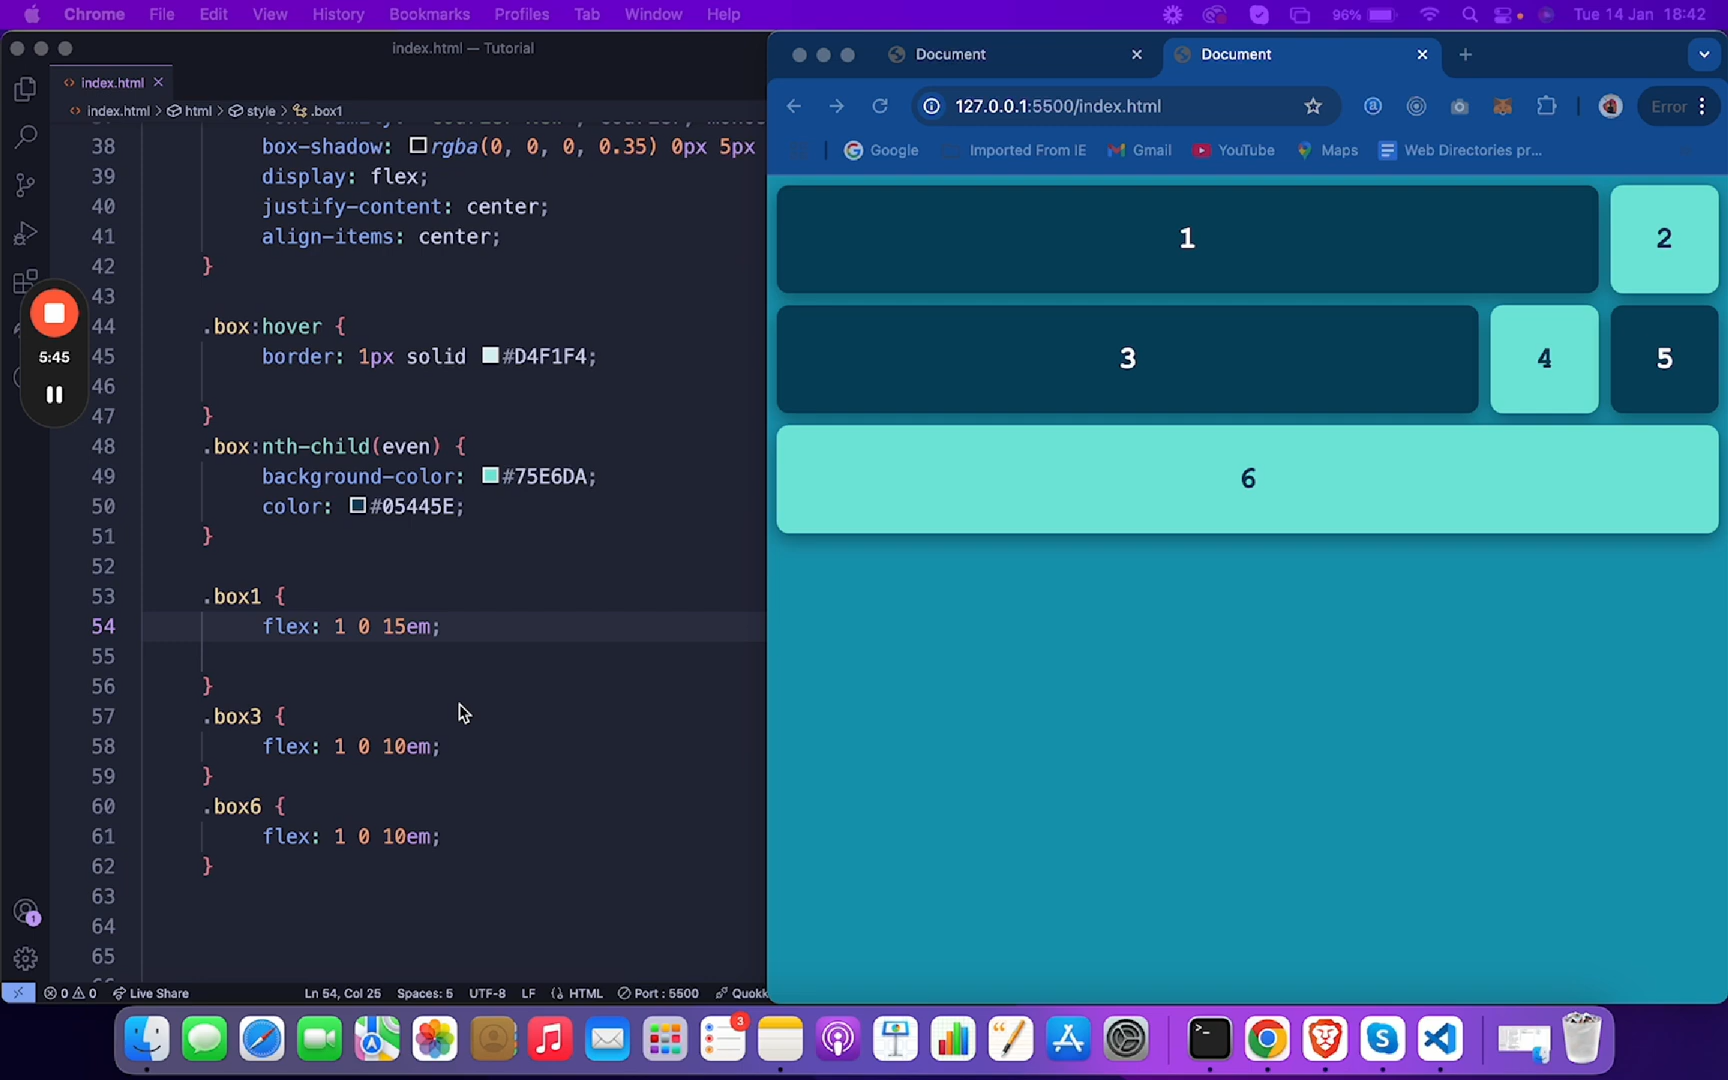 Chrome File Edit View History Bookmarks Profiles Tab Window Help
96% Tue 14 Jan 18:42
index.html — Tutorial
index.html
index.html > html > style > .box1
38 box-shadow: rgba(0, 0, 0, 0.35) 0px 5px
39 display: flex;
40 justify-content: center;
41 align-items: center;
42 }
43
44 .box:hover {
45 border: 1px solid #D4F1F4;
46
47 }
48 .box:nth-child(even) {
49 background-color: #75E6DA;
50 color: #05445E;
51 }
52
53 .box1 {
54 flex: 1 0 15em;
55
56 }
57 .box3 {
58 flex: 1 0 10em;
59 }
60 .box6 {
61 flex: 1 0 10em;
62 }
63
64
65
5:45
1
0 0 Live Share Ln 54, Col 25 Spaces: 5 UTF-8 LF HTML Port : 5500 Quokk
Document Document
127.0.0.1:5500/index.html Error
Google Imported From IE Gmail YouTube Maps Web Directories pr...
1 2
3 4 5
6
3